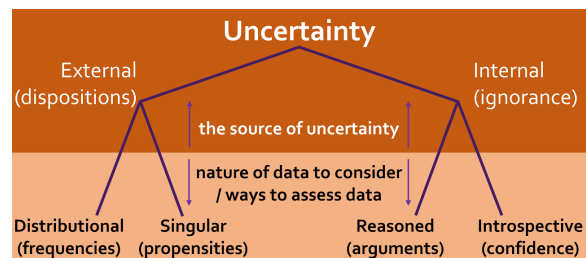 Uncertainty
External
(dispositions)
Internal
(ignorance)
the source of uncertainty
nature of data to consider
/ ways to assess data
Distributional
(frequencies)
Singular
(propensities)
Reasoned
(arguments)
Introspective
(confidence)